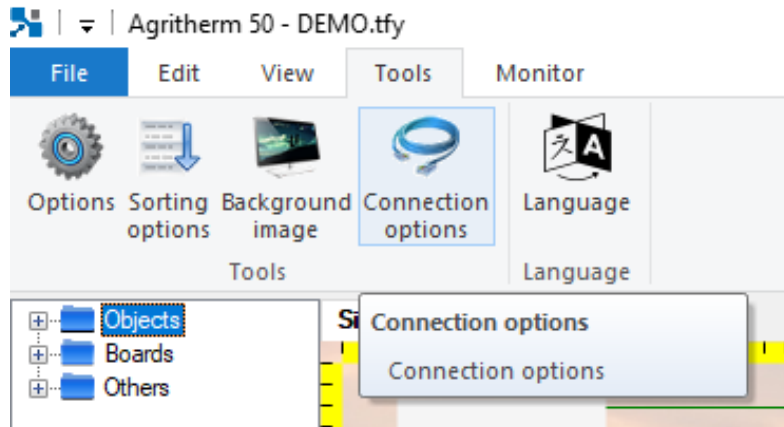 Agritherm 50 - DEMO.tfy
File Edit View Tools Monitor
Options Sorting options Background image Connection options Language
Tools Language
Objects
Boards
Others
Si
Connection options
Connection options